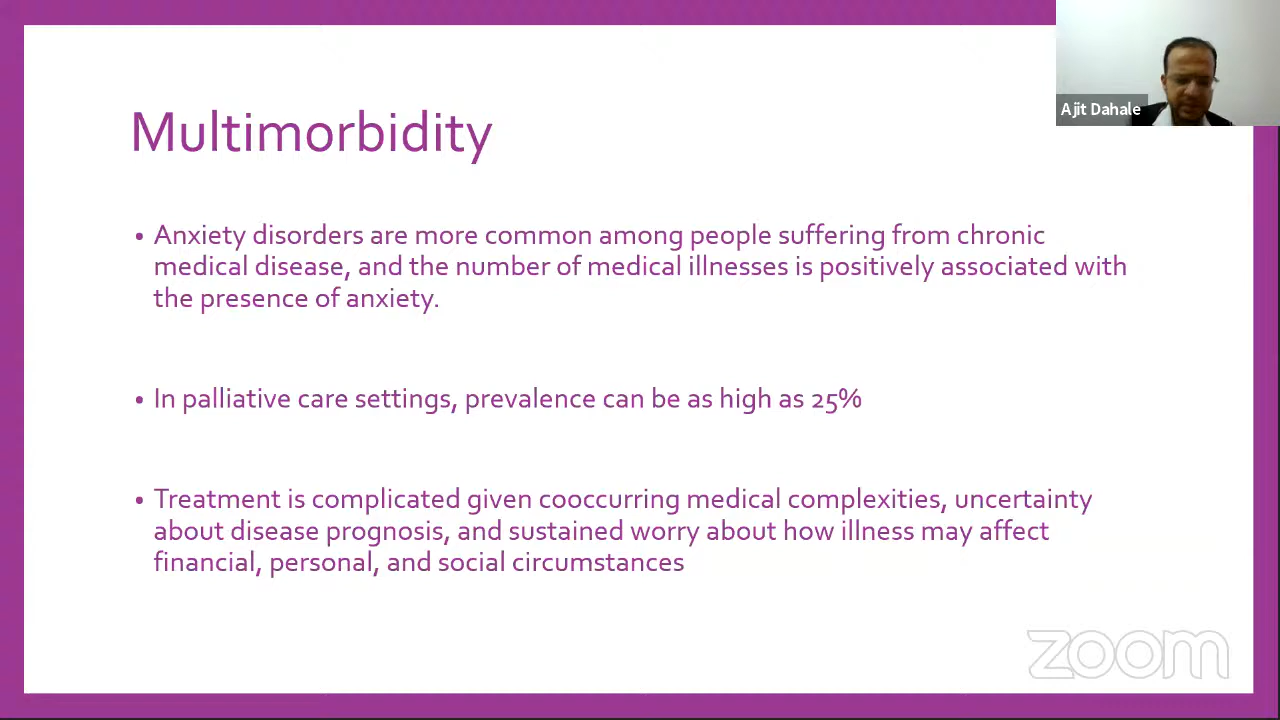 Ajit Dahale
Multimorbidity
• Anxiety disorders are more common among people suffering from chronic
medical disease, and the number of medical illnesses is positively associated with
the presence of anxiety.
• In palliative care settings, prevalence can be as high as 25%
• Treatment is complicated given cooccurring medical complexities, uncertainty
about disease prognosis, and sustained worry about how illness may affect
financial, personal, and social circumstances
zoom